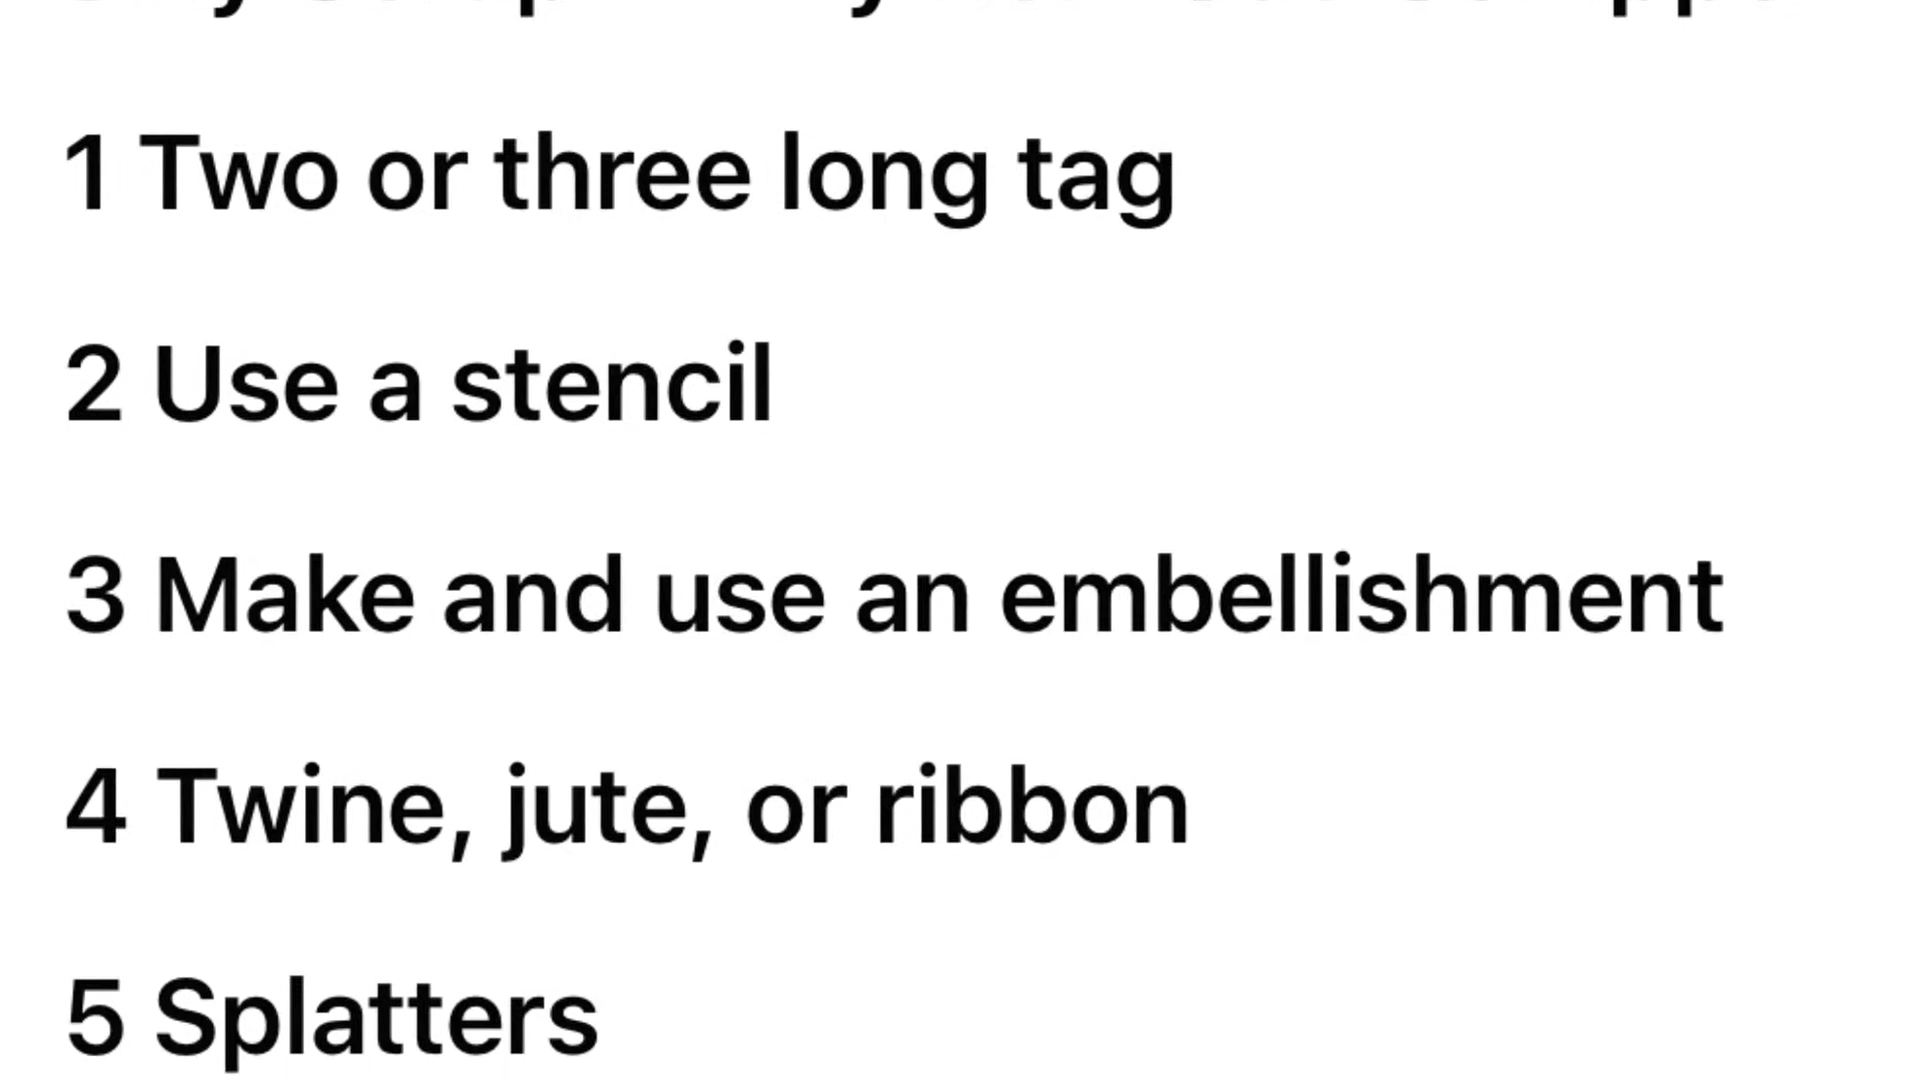 1 Two or three long tag
2 Use a stencil
3 Make and use an embellishment
4 Twine, jute, or ribbon
5 Splatters